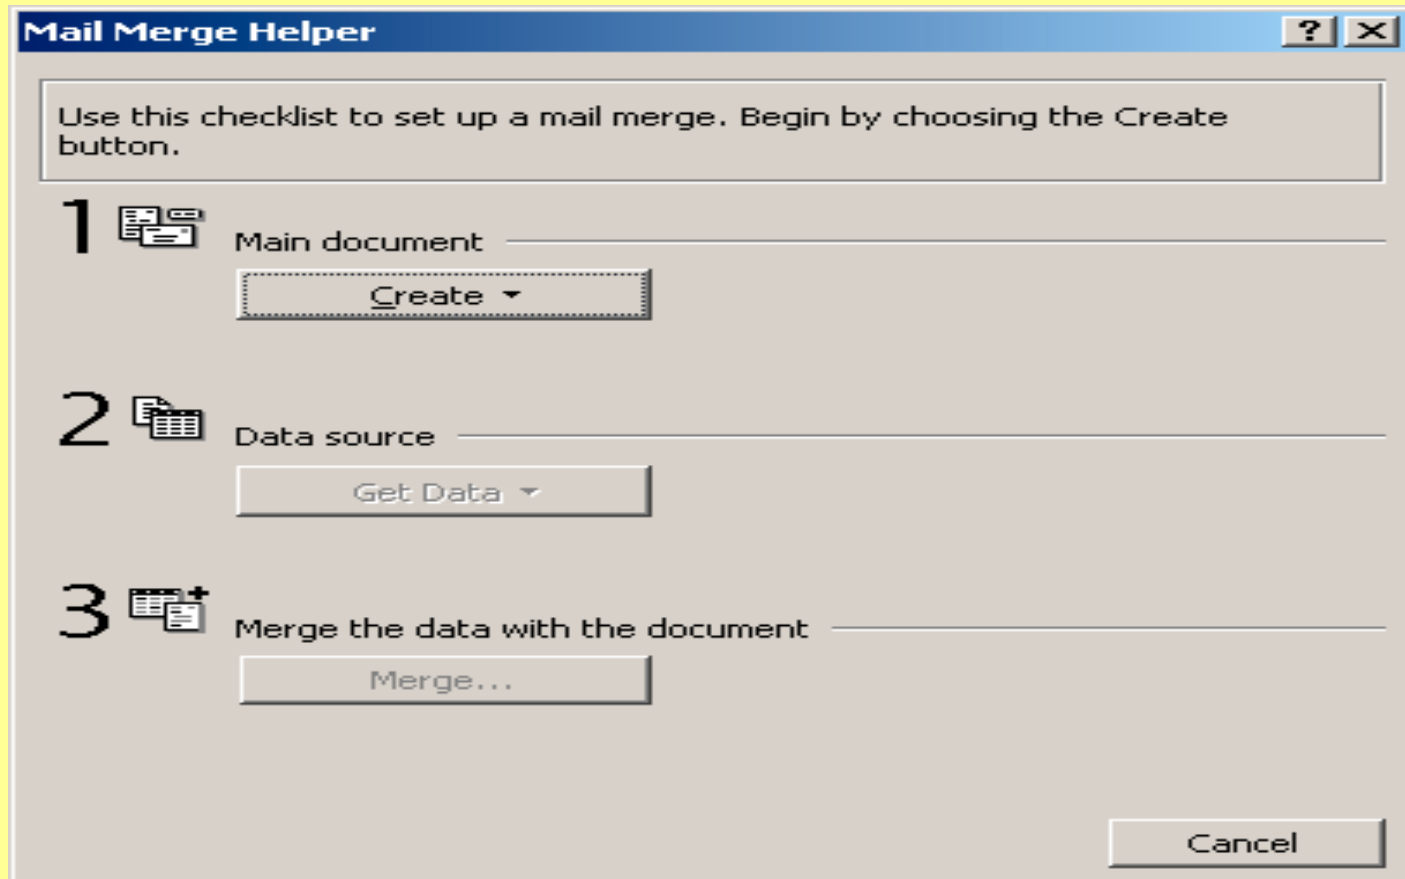 Mail Merge Helper
Use this checklist to set up a mail merge. Begin by choosing the Create
button.
1
Main document
Create
2
Data source
Get Data
3
Merge the data with the document
Merge...
Cancel